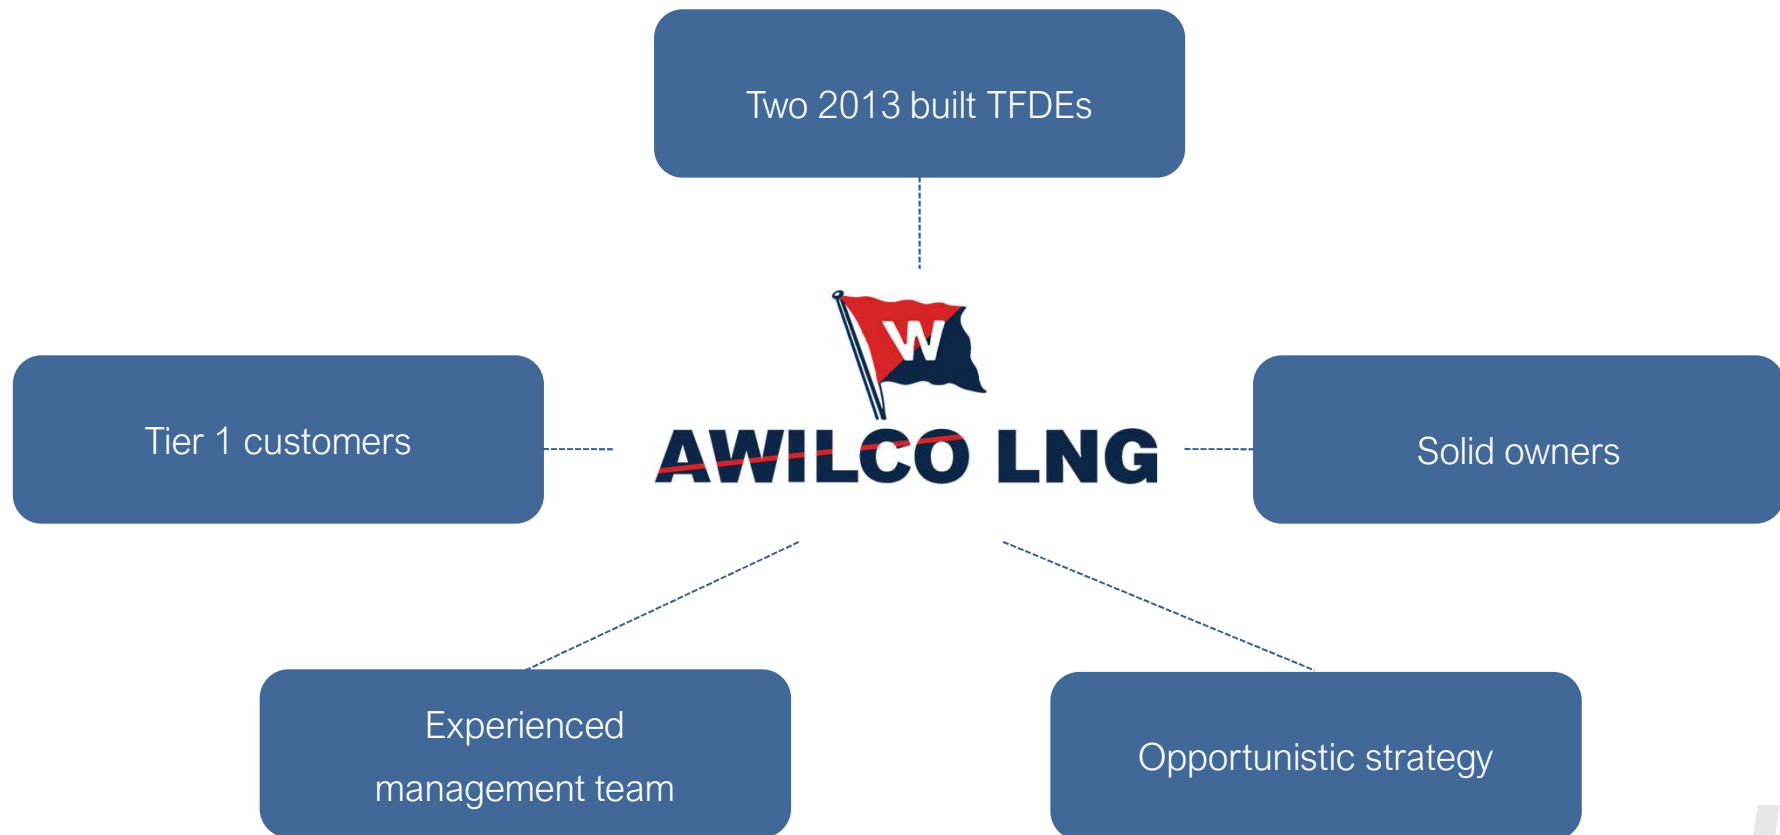 Two 2013 built TFDEs
W
AWILCO LNG
Tier 1 customers
Solid owners
Experienced
management team
Opportunistic strategy